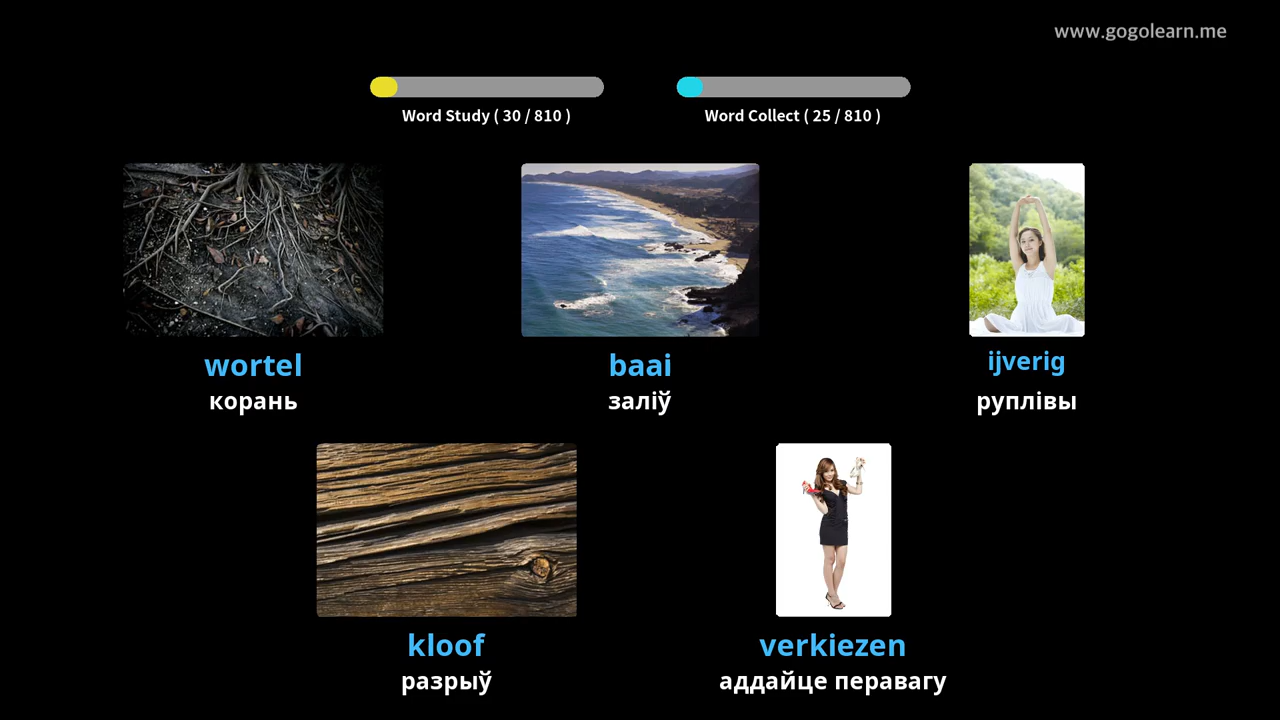 www.gogolearn.me
Word Study ( 30 / 810 )
Word Collect ( 25 / 810 )
wortel
корань
baai
заліў
ijverig
руплівы
kloof
разрыў
verkiezen
аддайце перавагу